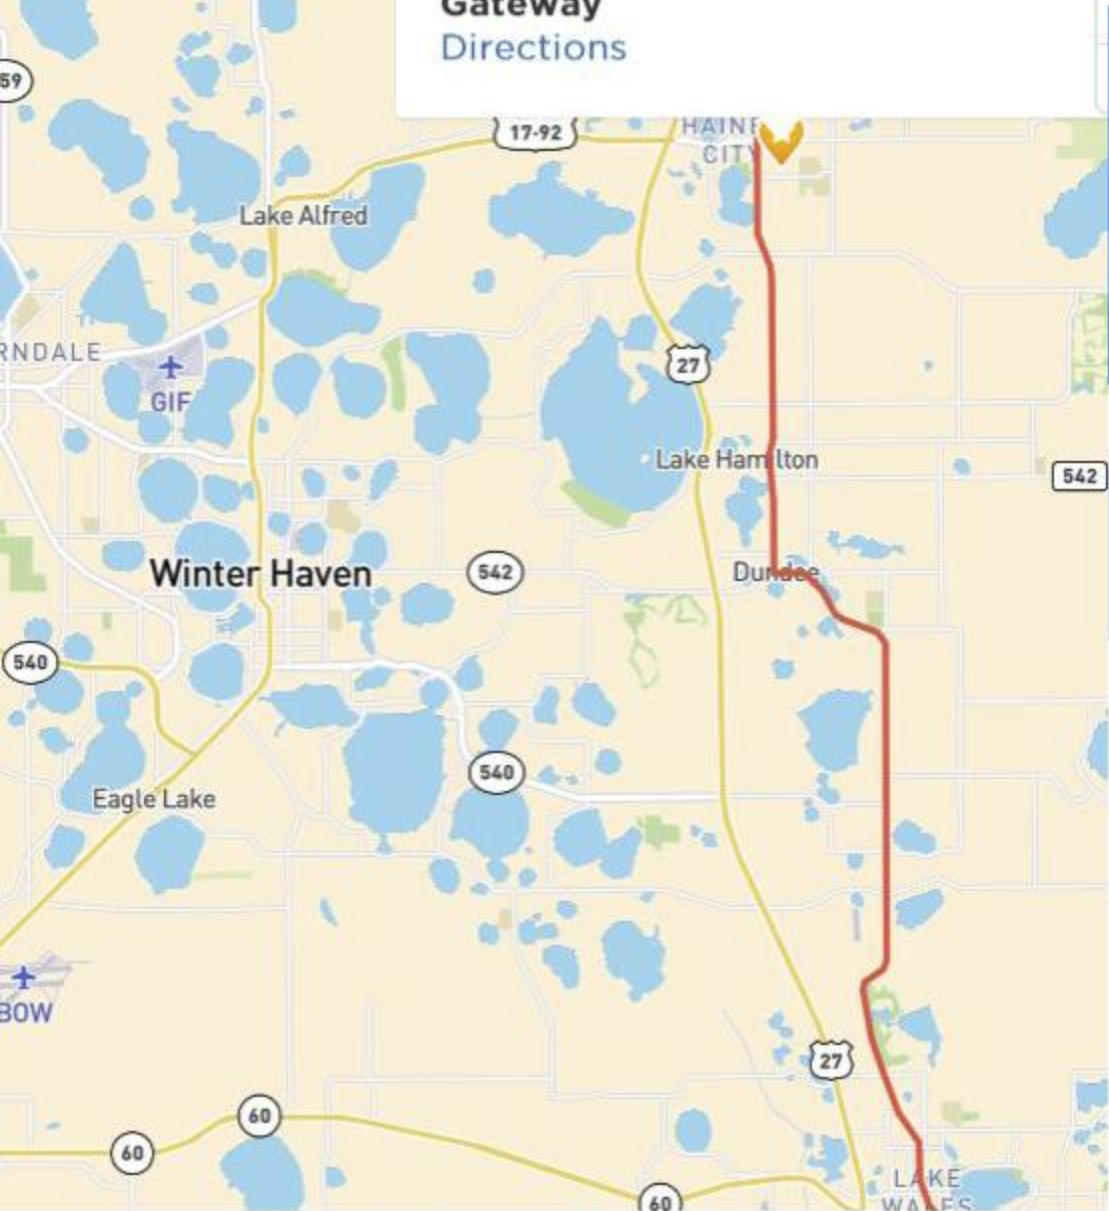 Gateway
Directions
59
17-92
HAINE
CITY
Lake Alfred
27
RNDALE
GIF
Lake Hamilton
542
Winter Haven
542
Dundee
540
540
Eagle Lake
BOW
27
60
60
LAKE
WALES
60